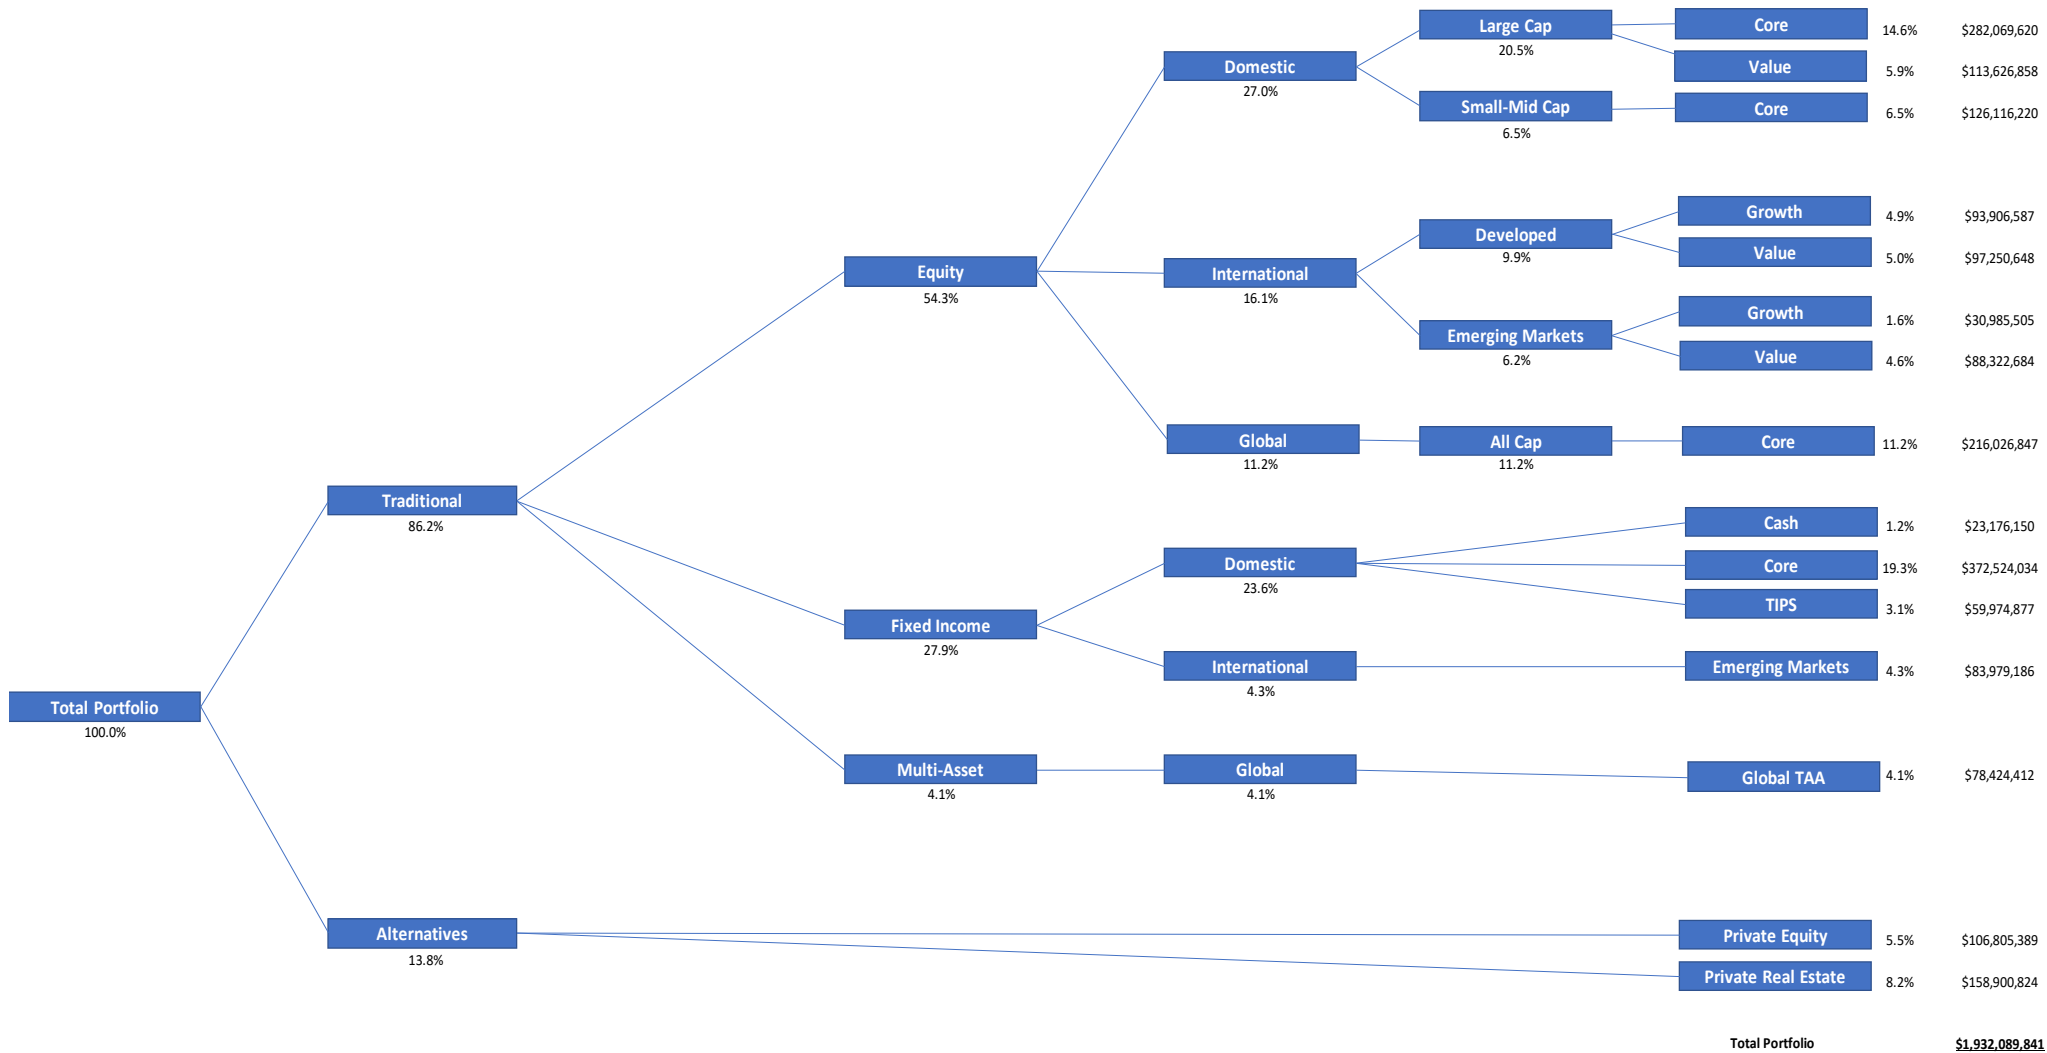 Large Cap
20.5%
Core 14.6% $282,069,620
Value 5.9% $113,626,858
Domestic
27.0%
Small-Mid Cap
6.5%
Core 6.5% $126,116,220
Growth 4.9% $93,906,587
Developed
9.9%
Value 5.0% $97,250,648
Equity
54.3%
International
16.1%
Growth 1.6% $30,985,505
Emerging Markets
6.2%
Value 4.6% $88,322,684
Global
11.2%
All Cap
11.2%
Core 11.2% $216,026,847
Traditional
86.2%
Cash 1.2% $23,176,150
Domestic
23.6%
Core 19.3% $372,524,034
TIPS 3.1% $59,974,877
Fixed Income
27.9%
International
4.3%
Emerging Markets 4.3% $83,979,186
Total Portfolio
100.0%
Multi-Asset
4.1%
Global
4.1%
Global TAA 4.1% $78,424,412
Alternatives
13.8%
Private Equity 5.5% $106,805,389
Private Real Estate 8.2% $158,900,824
Total Portfolio $1,932,089,841